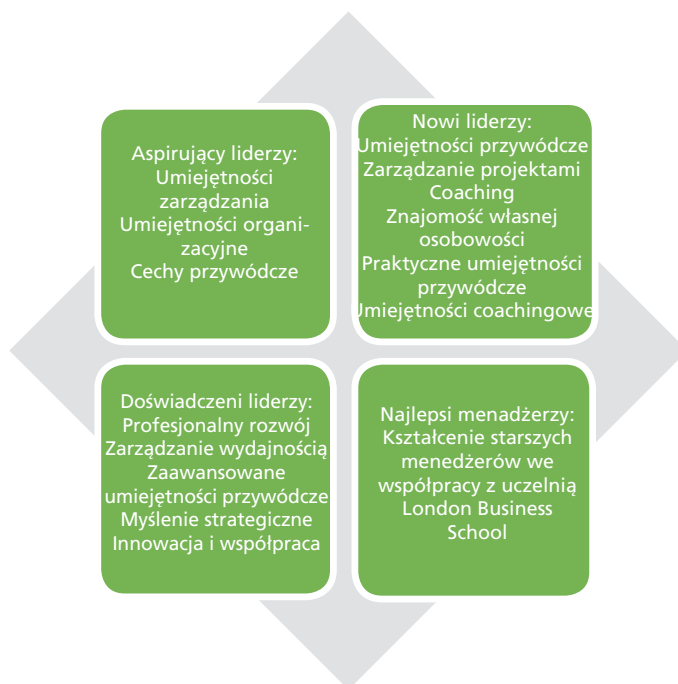 Aspirujący liderzy:
Umiejętności
zarządzania
Umiejętności organi-
zacyjne
Cechy przywódcze
Nowi liderzy:
Umiejętności przywódcze
Zarządzanie projektami
Coaching
Znajomość własnej
osobowości
Praktyczne umiejętności
przywódcze
Umiejętności coachingowe
Doświadczeni liderzy:
Profesjonalny rozwój
Zarządzanie wydajnością
Zaawansowane
umiejętności przywódcze
Myślenie strategiczne
Innowacja i współpraca
Najlepsi menadżerzy:
Kształcenie starszych
menedżerów we
współpracy z uczelnią
London Business
School